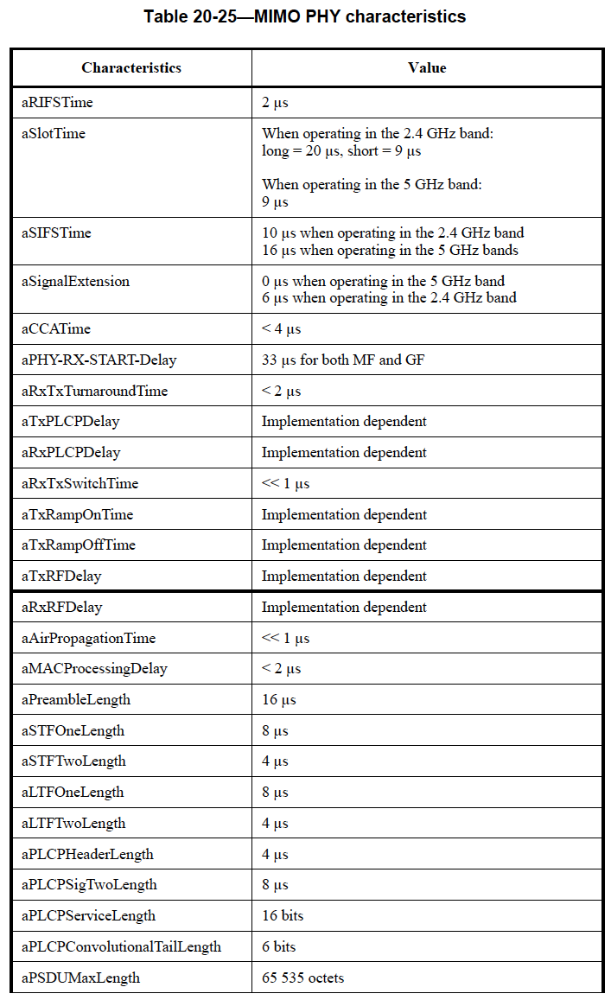 Table 20-25—MIMO PHY characteristics
Characteristics Value
aRIFSTime 2 µs
aSlotTime When operating in the 2.4 GHz band:
long = 20 µs, short = 9 µs
When operating in the 5 GHz band:
9 µs
aSIFSTime 10 µs when operating in the 2.4 GHz band
16 µs when operating in the 5 GHz bands
aSignalExtension 0 µs when operating in the 5 GHz band
6 µs when operating in the 2.4 GHz band
aCCATime < 4 µs
aPHY-RX-START-Delay 33 µs for both MF and GF
aRxTxTurnaroundTime < 2 µs
aTxPLCPDelay Implementation dependent
aRxPLCPDelay Implementation dependent
aRxTxSwitchTime << 1 µs
aTxRampOnTime Implementation dependent
aTxRampOffTime Implementation dependent
aTxRFDelay Implementation dependent
aRxRFDelay Implementation dependent
aAirPropagationTime << 1 µs
aMACProcessingDelay < 2 µs
aPreambleLength 16 µs
aSTFOneLength 8 µs
aSTFTwoLength 4 µs
aLTFOneLength 8 µs
aLTFTwoLength 4 µs
aPLCPHeaderLength 4 µs
aPLCPSigTwoLength 8 µs
aPLCPServiceLength 16 bits
aPLCPConvolutionalTailLength 6 bits
aPSDUMaxLength 65 535 octets